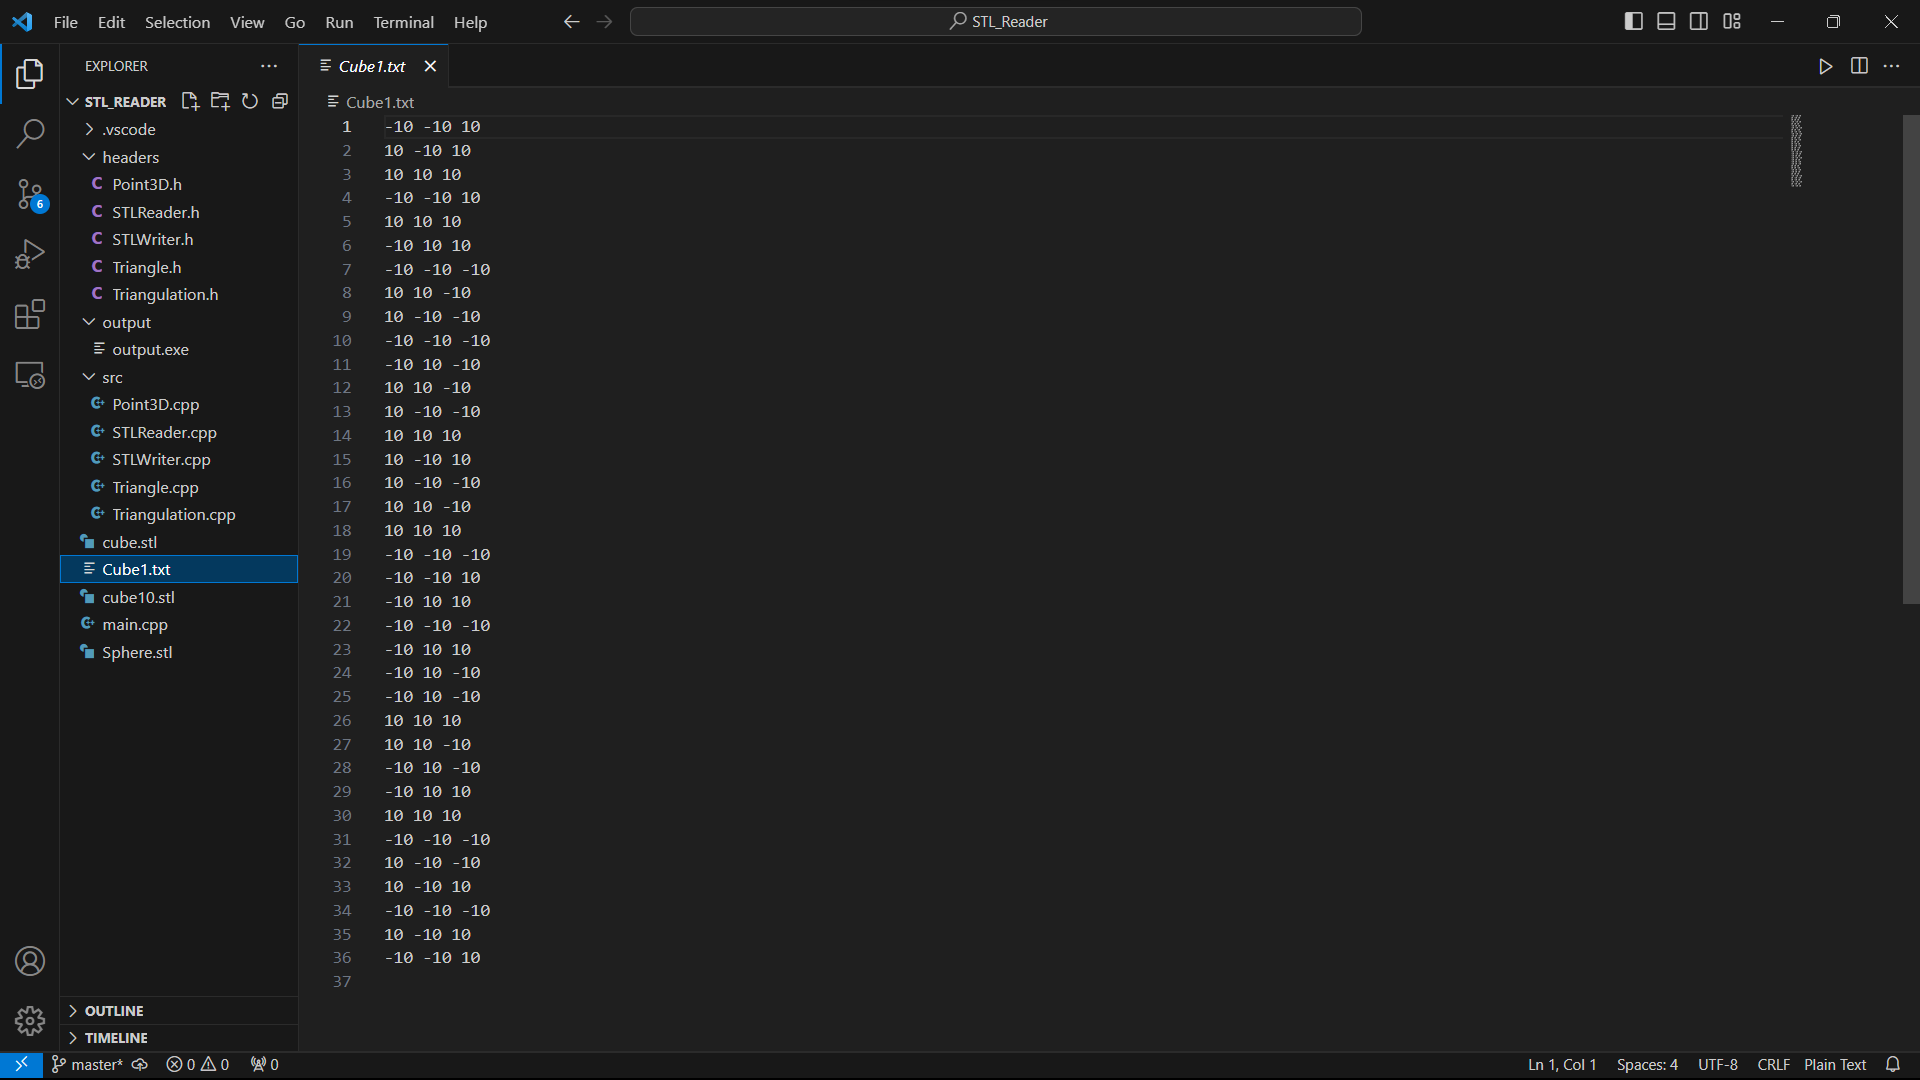 File Edit Selection View Go Run Terminal Help
STL_Reader
EXPLORER
STL_READER
.vscode
headers
C Point3D.h
C STLReader.h
C STLWriter.h
C Triangle.h
C Triangulation.h
output
output.exe
src
Point3D.cpp
STLReader.cpp
STLWriter.cpp
Triangle.cpp
Triangulation.cpp
cube.stl
Cube1.txt
cube10.stl
main.cpp
Sphere.stl
OUTLINE
TIMELINE
6
Cube1.txt
Cube1.txt
1 -10 -10 10
2 10 -10 10
3 10 10 10
4 -10 -10 10
5 10 10 10
6 -10 10 10
7 -10 -10 -10
8 10 10 -10
9 10 -10 -10
10 -10 -10 -10
11 -10 10 -10
12 10 10 -10
13 10 -10 -10
14 10 10 10
15 10 -10 10
16 10 -10 -10
17 10 10 -10
18 10 10 10
19 -10 -10 -10
20 -10 -10 10
21 -10 10 10
22 -10 -10 -10
23 -10 10 10
24 -10 10 -10
25 -10 10 -10
26 10 10 10
27 10 10 -10
28 -10 10 -10
29 -10 10 10
30 10 10 10
31 -10 -10 -10
32 10 -10 -10
33 10 -10 10
34 -10 -10 -10
35 10 -10 10
36 -10 -10 10
37
master* 0 0 0
Ln 1, Col 1 Spaces: 4 UTF-8 CRLF Plain Text